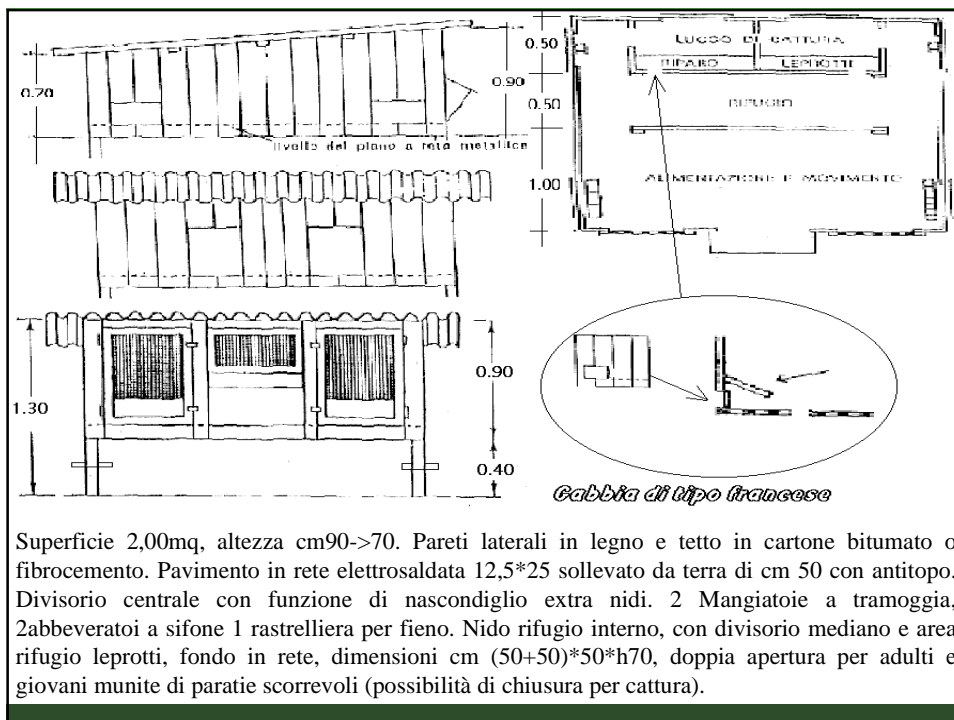 0.70
0.90
livello del piano a rete metallica
0.50
0.50
1.00
LUOGO DI CATTURA
RIPARO LEPROTTI
RIFUGIO
ALIMENTAZIONE E MOVIMENTO
1.30
0.90
0.40
Gabbia di tipo francese
Superficie 2,00mq, altezza cm90->70. Pareti laterali in legno e tetto in cartone bitumato o
fibrocemento. Pavimento in rete elettrosaldata 12,5*25 sollevato da terra di cm 50 con antitopo.
Divisorio centrale con funzione di nascondiglio extra nidi. 2 Mangiatoie a tramoggia,
2abbeveratoi a sifone 1 rastrelliera per fieno. Nido rifugio interno, con divisorio mediano e area
rifugio leprotti, fondo in rete, dimensioni cm (50+50)*50*h70, doppia apertura per adulti e
giovani munite di paratie scorrevoli (possibilità di chiusura per cattura).